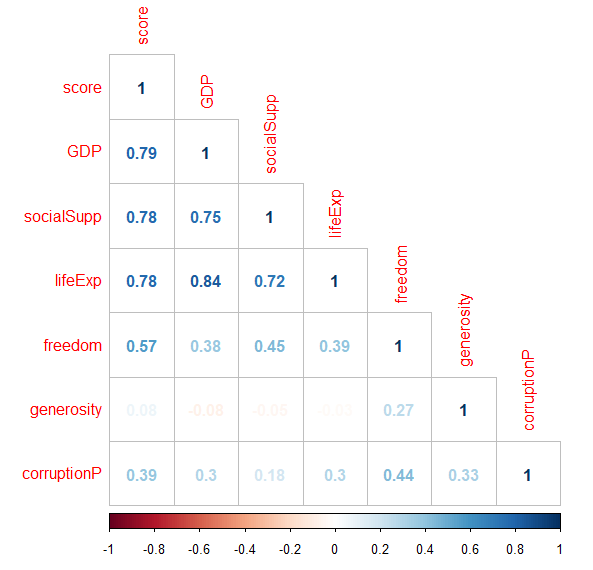 score
GDP
socialSupp
lifeExp
freedom
generosity
corruptionP
score 1
GDP 0.79 1
socialSupp 0.78 0.75 1
lifeExp 0.78 0.84 0.72 1
freedom 0.57 0.38 0.45 0.39 1
generosity 0.08 -0.08 -0.05 0.27 1
corruptionP 0.39 0.3 0.18 0.3 0.44 0.33 1
-1 -0.8 -0.6 -0.4 -0.2 0 0.2 0.4 0.6 0.8 1